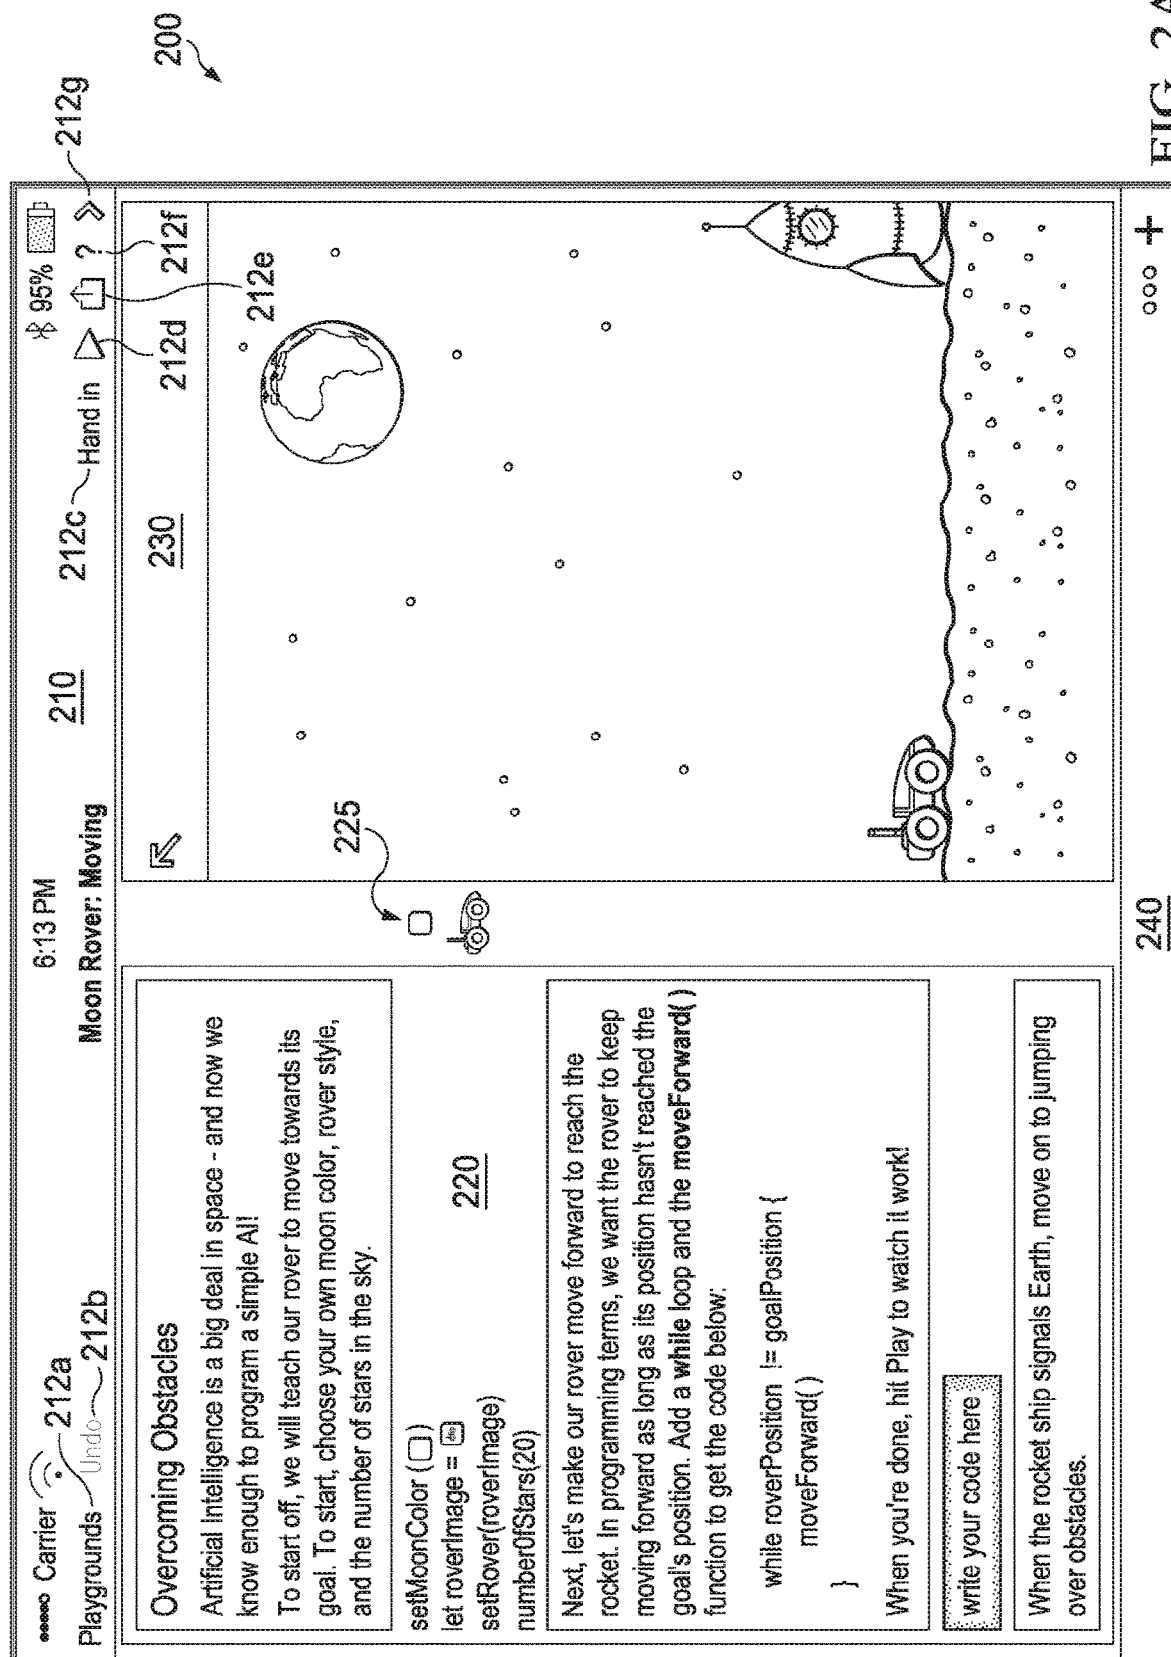 Carrier 6:13 PM 95%
212a
Playgrounds Undo 212b Moon Rover: Moving 210 212c Hand in ? 212g
212d 212e 212f
200
230
Overcoming Obstacles
Artificial Intelligence is a big deal in space - and now we
know enough to program a simple AI!
To start off, we will teach our rover to move towards its
goal. To start, choose your own moon color, rover style,
and the number of stars in the sky.
225
setMoonColor ( )
let roverImage =
setRover(roverImage)
numberOfStars(20)
220
Next, let's make our rover move forward to reach the
rocket. In programming terms, we want the rover to keep
moving forward as long as its position hasn't reached the
goal's position. Add a while loop and the moveForward( )
function to get the code below:
while roverPosition != goalPosition {
moveForward( )
}
When you're done, hit Play to watch it work!
write your code here
When the rocket ship signals Earth, move on to jumping
over obstacles.
240
+
FIG. 2A